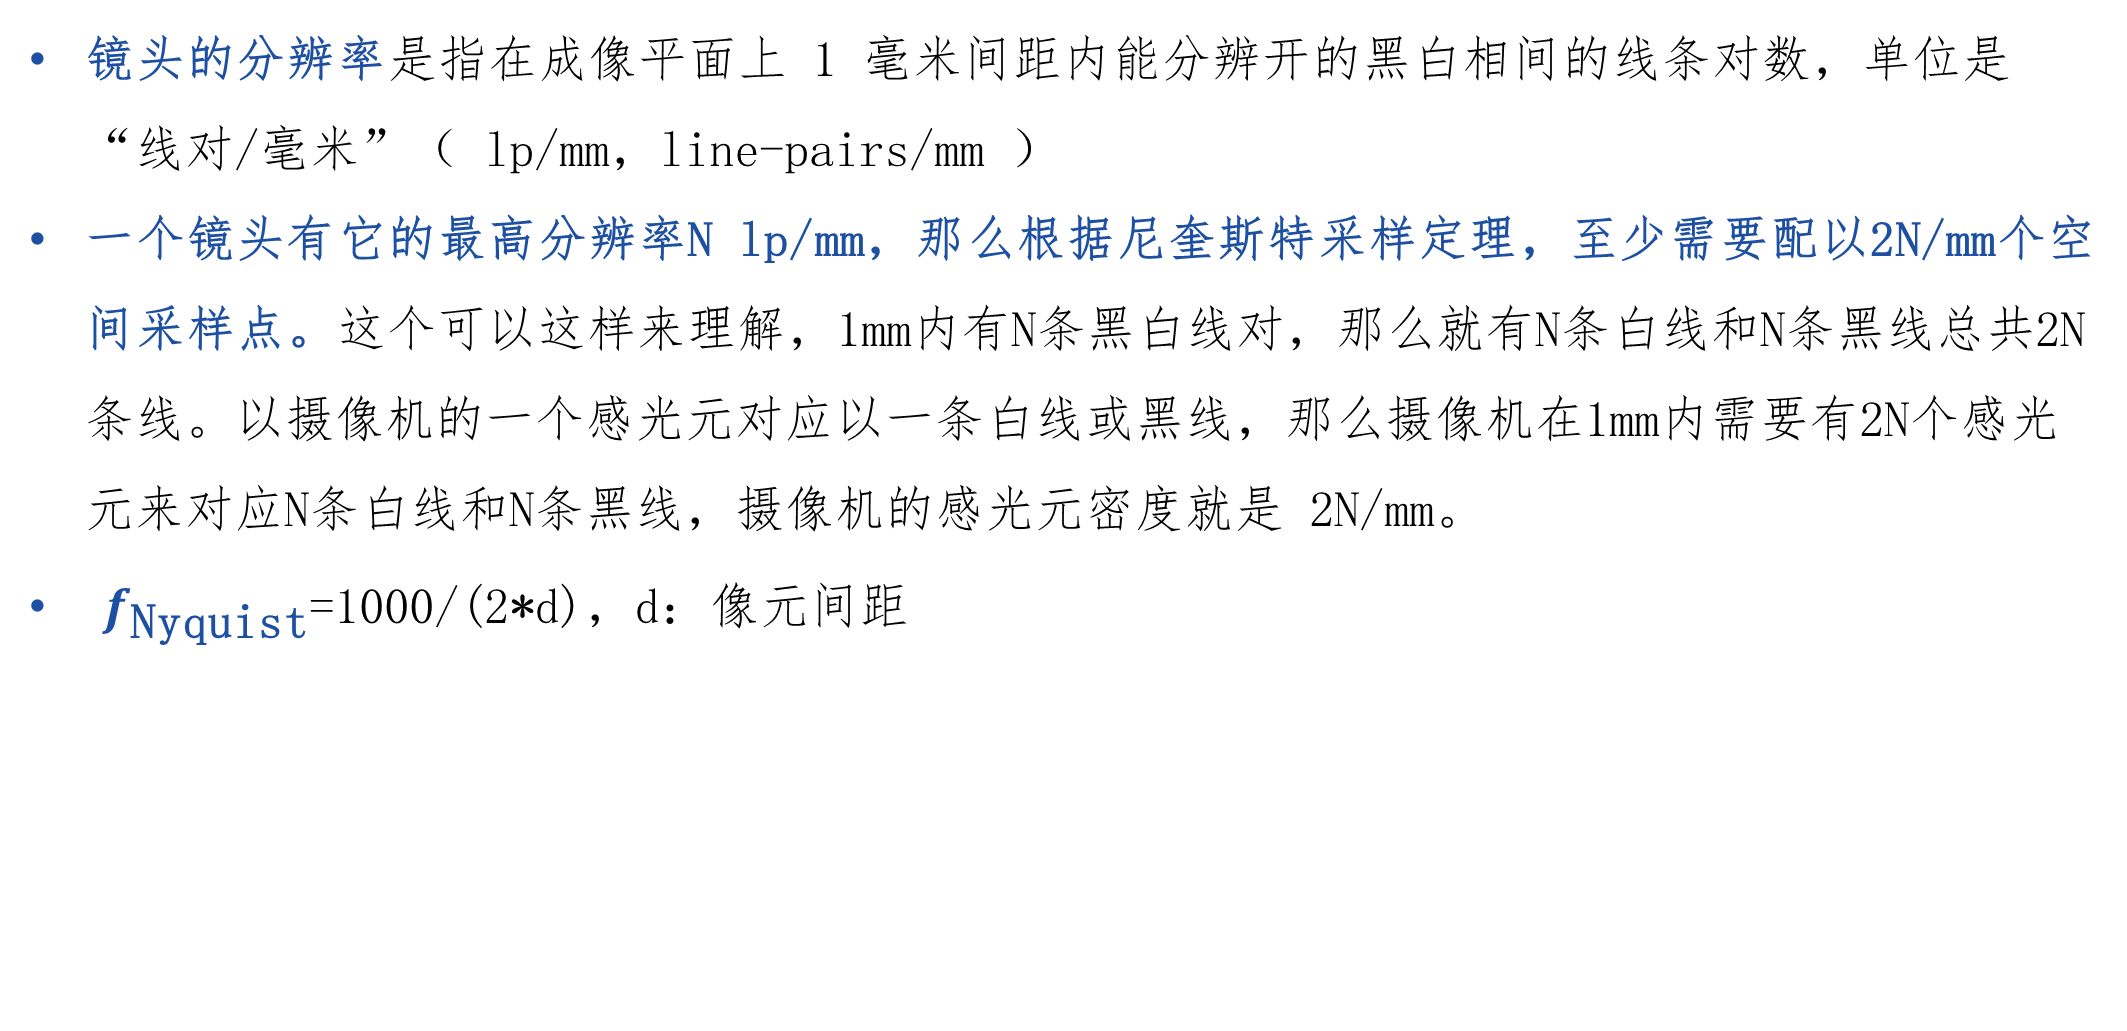 • 镜头的分辨率是指在成像平面上 1 毫米间距内能分辨开的黑白相间的线条对数，单位是
“线对/毫米”（ lp/mm，line-pairs/mm ）
• 一个镜头有它的最高分辨率N lp/mm，那么根据尼奎斯特采样定理，至少需要配以2N/mm个空
间采样点。这个可以这样来理解，1mm内有N条黑白线对，那么就有N条白线和N条黑线总共2N
条线。以摄像机的一个感光元对应以一条白线或黑线，那么摄像机在1mm内需要有2N个感光
元来对应N条白线和N条黑线，摄像机的感光元密度就是 2N/mm。
• fNyquist=1000/(2*d)，d：像元间距